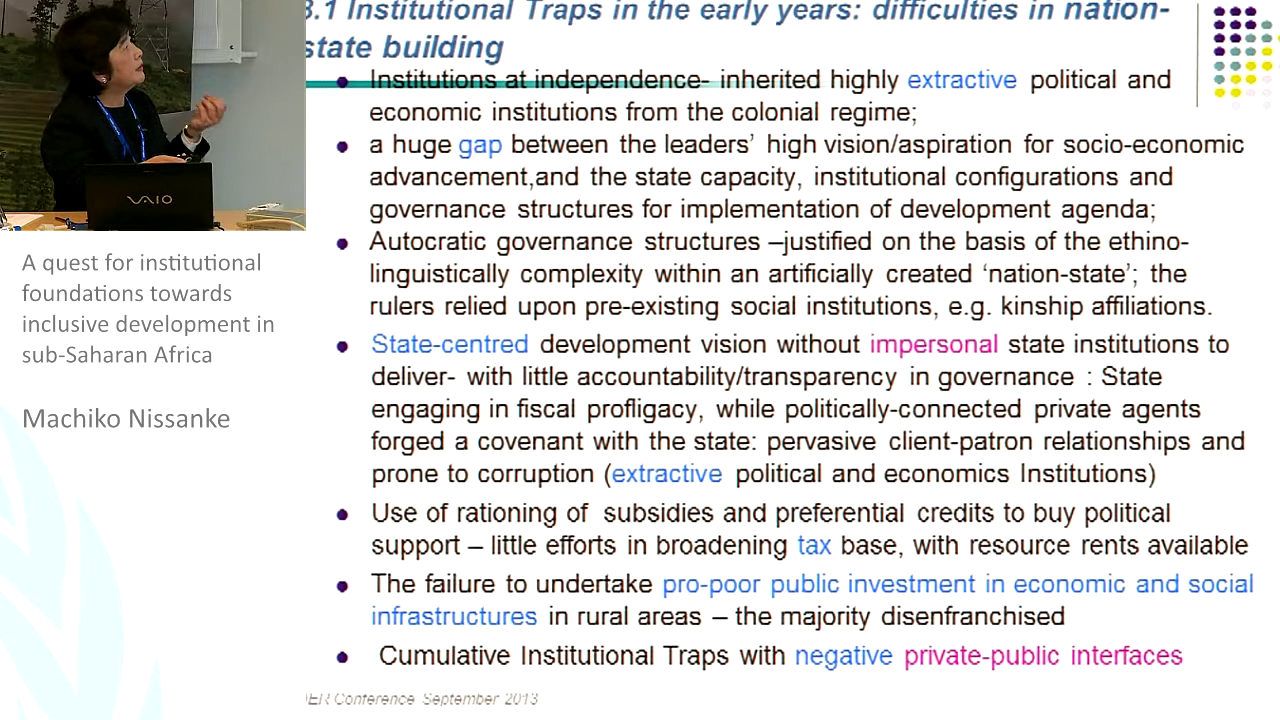 3.1 Institutional Traps in the early years: difficulties in nation-
state building
Institutions at independence- inherited highly extractive political and
economic institutions from the colonial regime;
a huge gap between the leaders’ high vision/aspiration for socio-economic
advancement,and the state capacity, institutional configurations and
governance structures for implementation of development agenda;
Autocratic governance structures –justified on the basis of the ethino-
linguistically complexity within an artificially created ‘nation-state’; the
rulers relied upon pre-existing social institutions, e.g. kinship affiliations.
State-centred development vision without impersonal state institutions to
deliver- with little accountability/transparency in governance : State
engaging in fiscal profligacy, while politically-connected private agents
forged a covenant with the state: pervasive client-patron relationships and
prone to corruption (extractive political and economics Institutions)
Use of rationing of subsidies and preferential credits to buy political
support – little efforts in broadening tax base, with resource rents available
The failure to undertake pro-poor public investment in economic and social
infrastructures in rural areas – the majority disenfranchised
Cumulative Institutional Traps with negative private-public interfaces
Conference September 2013
VAIO
A quest for institutional
foundations towards
inclusive development in
sub-Saharan Africa
Machiko Nissanke